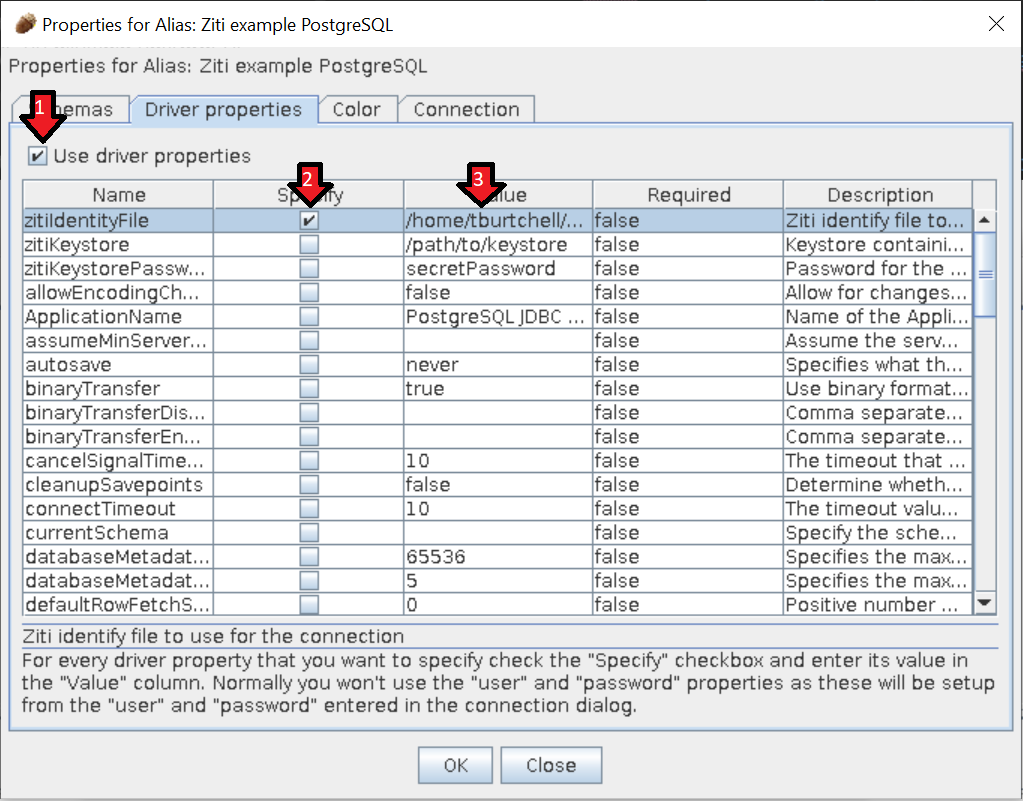 Properties for Alias: Ziti example PostgreSQL
Properties for Alias: Ziti example PostgreSQL
1
Driver properties Color Connection
Use driver properties
2 3
Name Required Description
zitiIdentityFile /home/tburtchell/... false Ziti identify file to...
zitiKeystore /path/to/keystore false Keystore containi...
zitiKeystorePassw... secretPassword false Password for the ...
allowEncodingCh... false false Allow for changes...
ApplicationName PostgreSQL JDBC ... false Name of the Appli...
assumeMinServer... false Assume the serv...
autosave never false Specifies what th...
binaryTransfer true false Use binary format...
binaryTransferDis... false Comma separate...
binaryTransferEn... false Comma separate...
cancelSignalTime... 10 false The timeout that ...
cleanupSavepoints false false Determine wheth...
connectTimeout 10 false The timeout valu...
currentSchema false Specify the sche...
databaseMetadat... 65536 false Specifies the max...
databaseMetadat... 5 false Specifies the max...
defaultRowFetchS... 0 false Positive number ...
Ziti identify file to use for the connection
For every driver property that you want to specify check the "Specify" checkbox and enter its value in
the "Value" column. Normally you won't use the "user" and "password" properties as these will be setup
from the "user" and "password" entered in the connection dialog.
OK Close